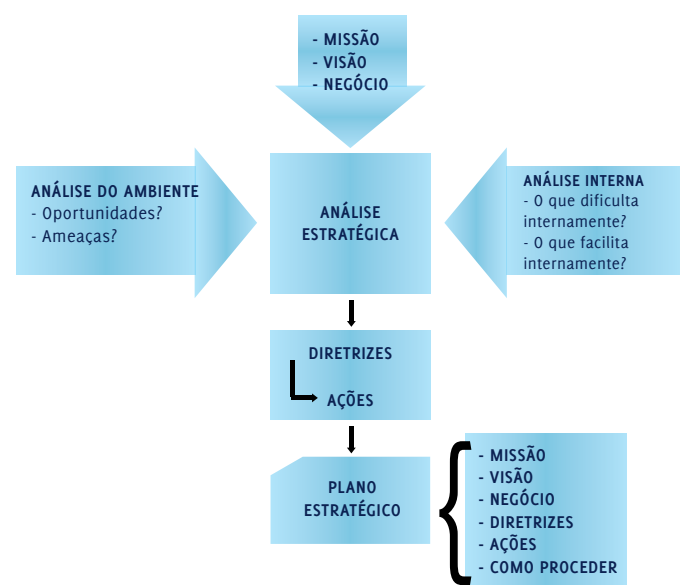 - MISSÃO
- VISÃO
- NEGÓCIO
ANÁLISE DO AMBIENTE
- Oportunidades?
- Ameaças?
ANÁLISE
ESTRATÉGICA
ANÁLISE INTERNA
- O que dificulta
internamente?
- O que facilita
internamente?
DIRETRIZES
AÇÕES
PLANO
ESTRATÉGICO
- MISSÃO
- VISÃO
- NEGÓCIO
- DIRETRIZES
- AÇÕES
- COMO PROCEDER